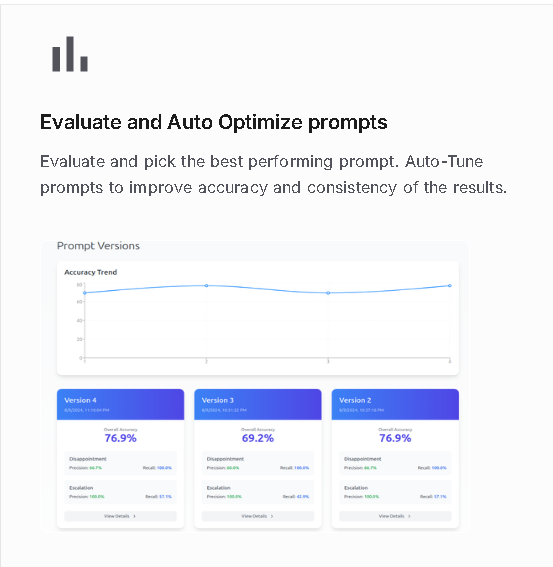 Evaluate and Auto Optimize prompts
Evaluate and pick the best performing prompt. Auto-Tune
prompts to improve accuracy and consistency of the results.
Prompt Versions
Accuracy Trend
80
60
40
20
0
1 2 3 4
Version 4 Version 3 Version 2
Overall Accuracy Overall Accuracy Overall Accuracy
76.9% 69.2% 76.9%
Disappointment Disappointment Disappointment
Precision: 66.7% Recall: 100.0% Precision: Recall: 100.0% Precision: 66.7% Recall: 100.0%
Escalation Escalation Escalation
Precision: 100.0% Recall: 57.1% Precision: 100.0% Recall: 42.9% Precision: 100.0% Recall: 57.1%
View Details > View Details > View Details >